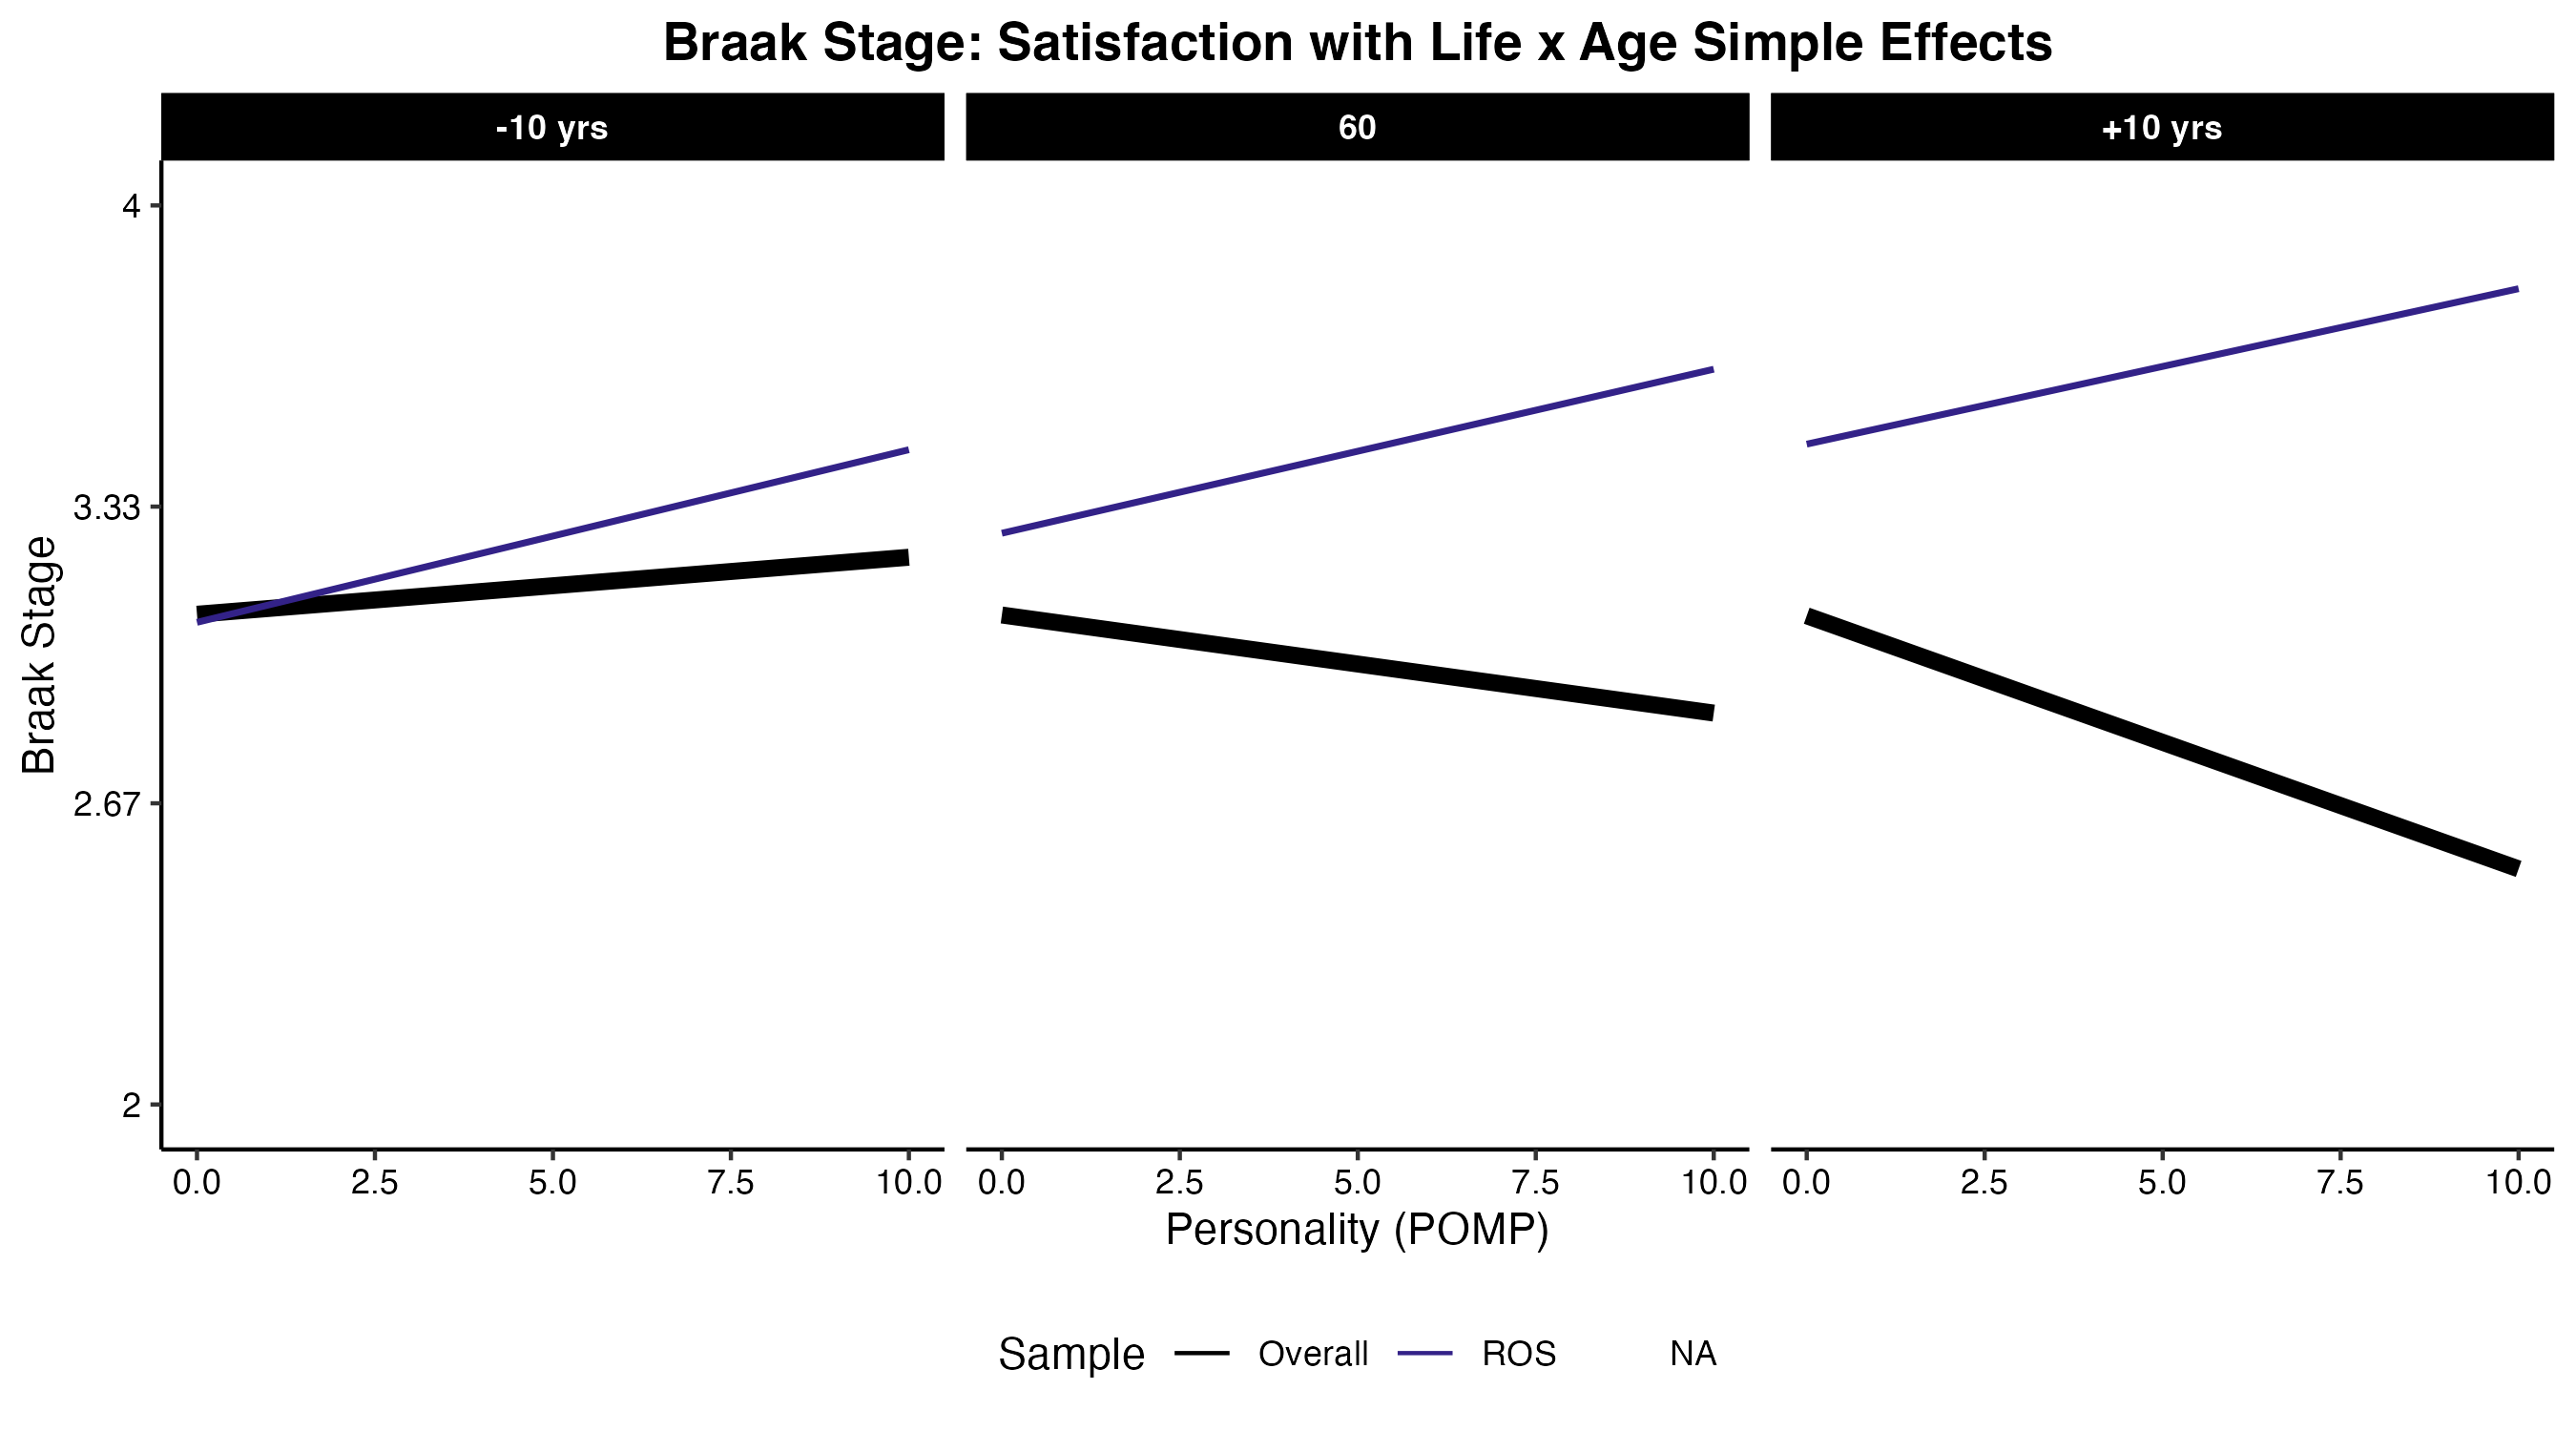 Braak Stage: Satisfaction with Life x Age Simple Effects
-10 yrs
60
+10 yrs
Braak Stage
4
3.33
2.67
2
0.0 2.5 5.0 7.5 10.0
0.0 2.5 5.0 7.5 10.0
0.0 2.5 5.0 7.5 10.0
Personality (POMP)
Sample Overall ROS NA